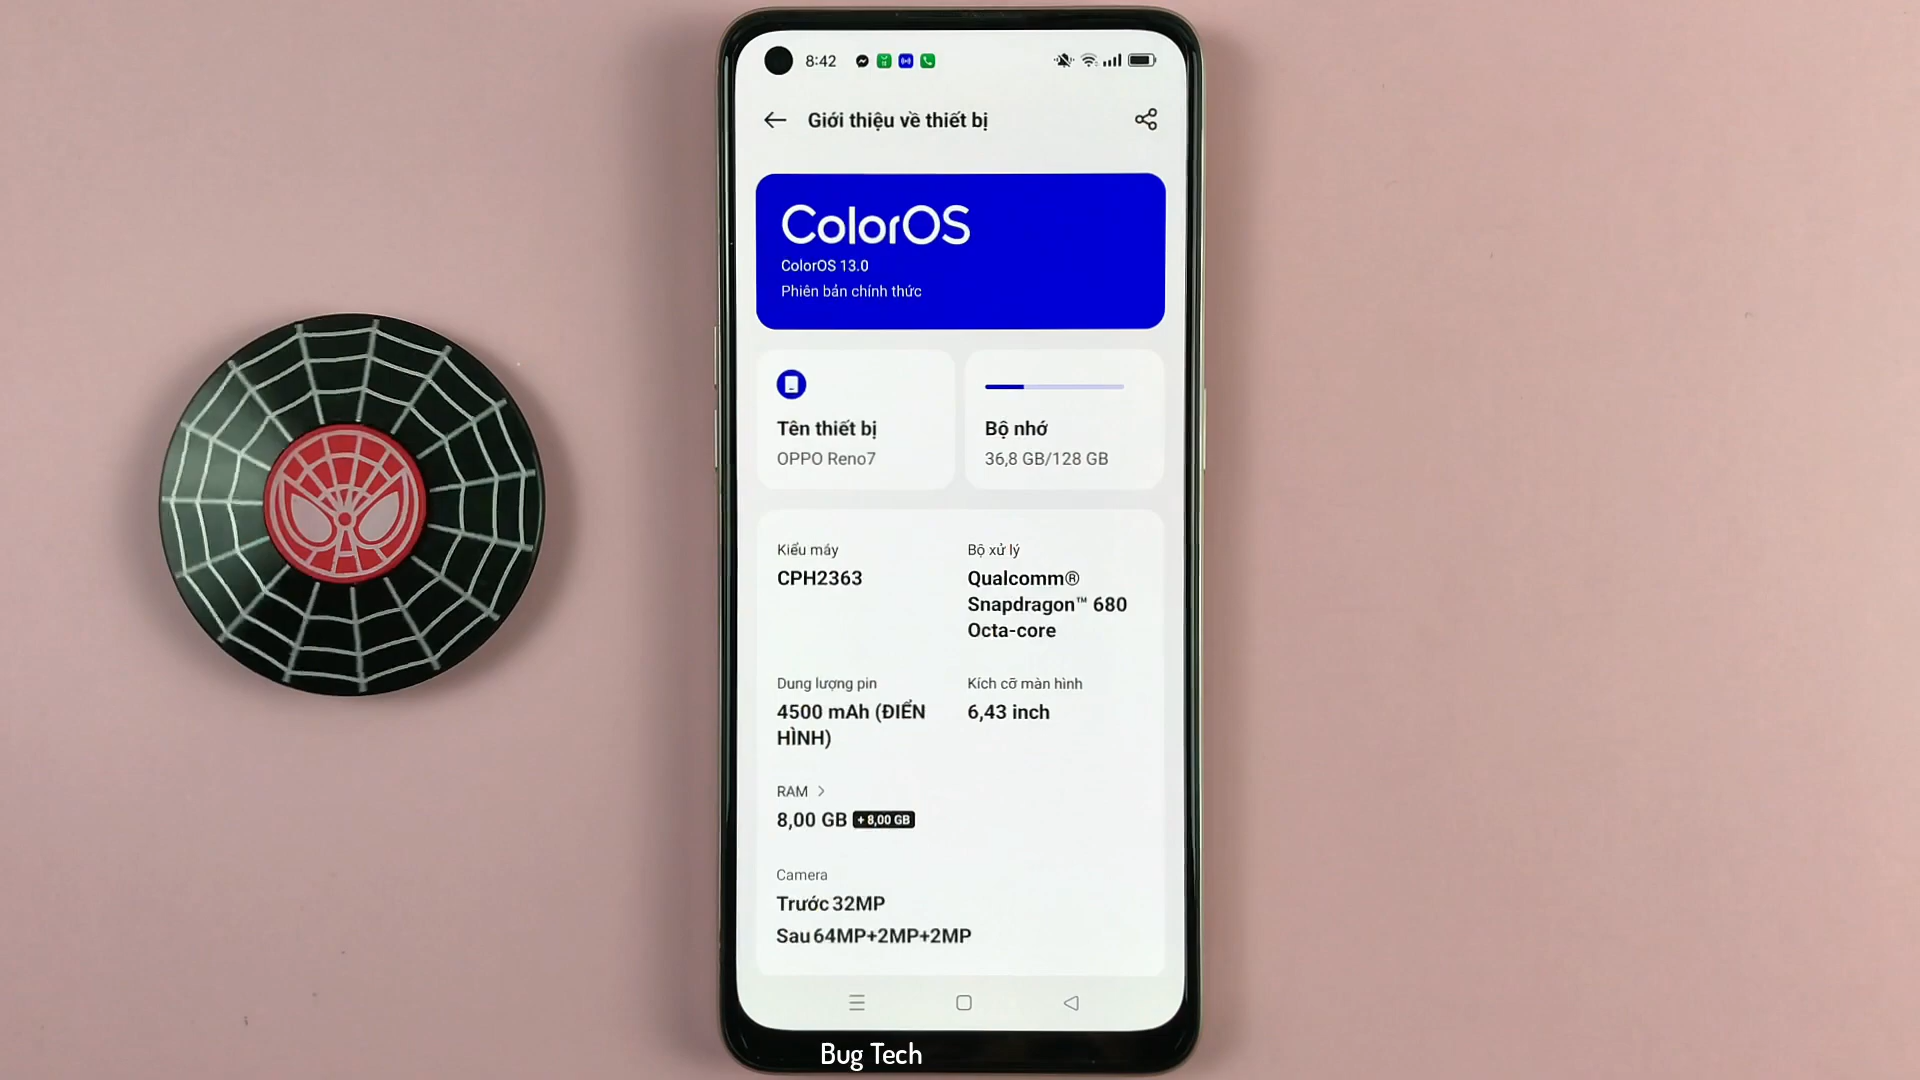 8:42
Giới thiệu về thiết bị
ColorOS
ColorOS 13.0
Phiên bản chính thức
Tên thiết bị
OPPO Reno7
Bộ nhớ
36,8 GB/128 GB
Kiểu máy
CPH2363
Bộ xử lý
Qualcomm®
Snapdragon™ 680
Octa-core
Dung lượng pin
4500 mAh (ĐIỂN
HÌNH)
Kích cỡ màn hình
6,43 inch
RAM
8,00 GB +8,00 GB
Camera
Trước 32MP
Sau 64MP+2MP+2MP
Bug Tech